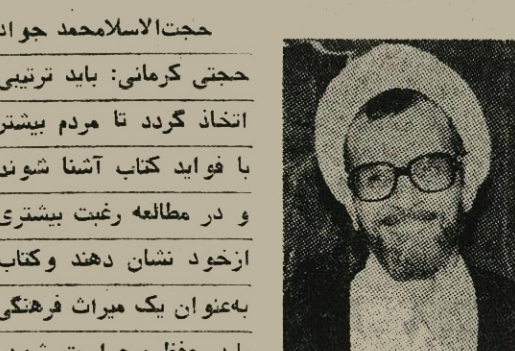 حجت‌الاسلام‌محمد جواد
حجتی کرمانی: باید ترتیبی
اتخاذ گردد تا مردم بیشتر
با فواید کتاب آشنا شوند
و در مطالعه رغبت بیشتری
ازخود نشان دهند وکتاب
به‌عنوان یک میراث فرهنگی